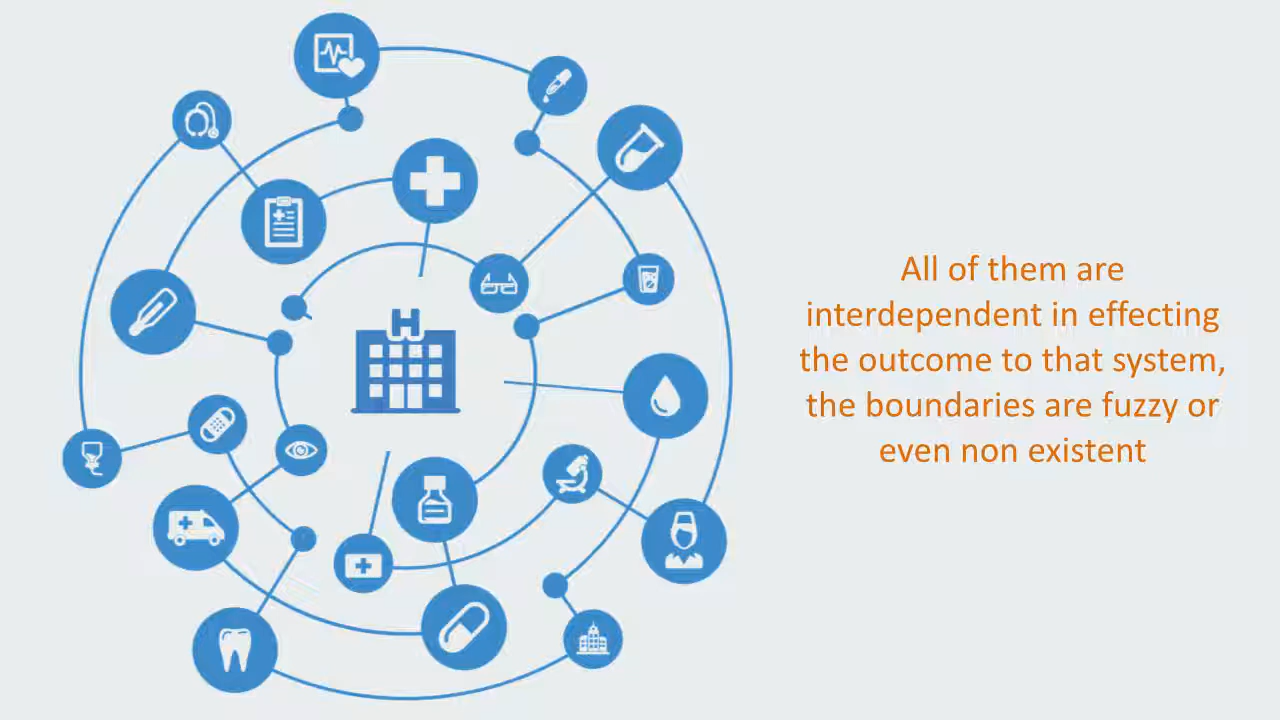 H
All of them are
interdependent in effecting
the outcome to that system,
the boundaries are fuzzy or
even non existent